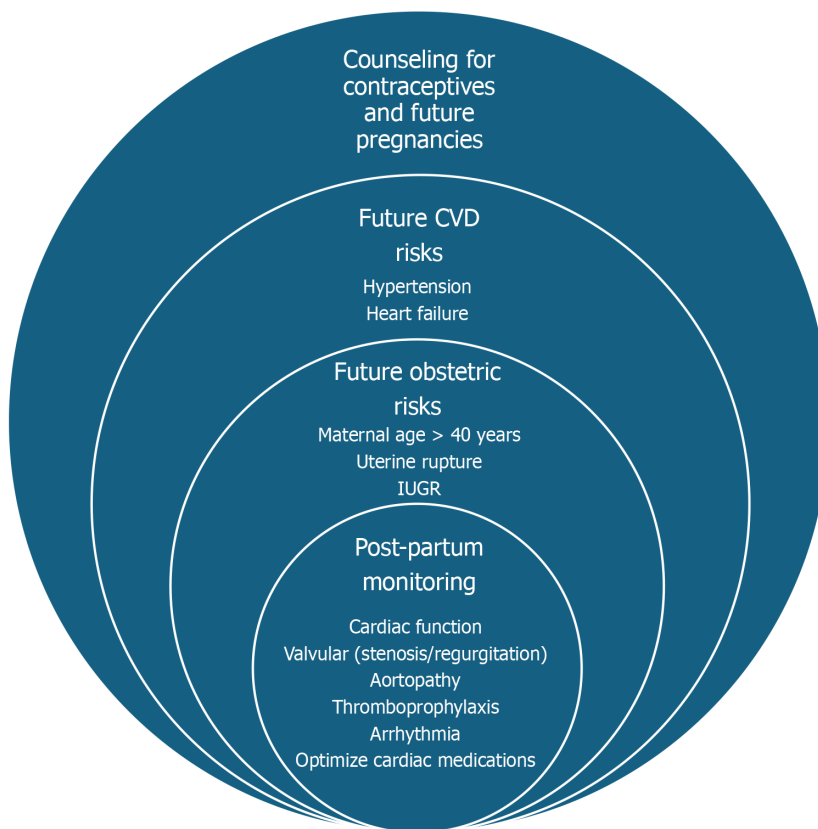 Counseling for
contraceptives
and future
pregnancies
Future CVD
risks
Hypertension
Heart failure
Future obstetric
risks
Maternal age > 40 years
Uterine rupture
IUGR
Post-partum
monitoring
Cardiac function
Valvular (stenosis/regurgitation)
Aortopathy
Thromboprophylaxis
Arrhythmia
Optimize cardiac medications